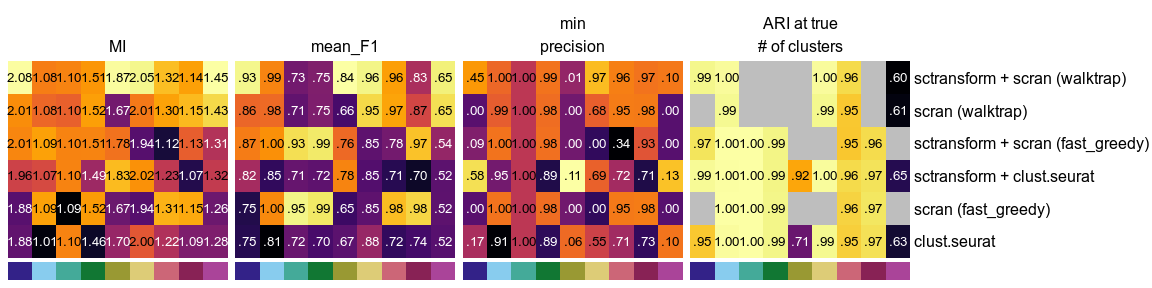 min
ARI at true
MI
mean_F1
precision
# of clusters
2.08 1.08 1.10 1.51 1.87 2.05 1.32 1.14 1.45 .93 .99 .73 .75 .84 .96 .96 .83 .65 .45 1.00 1.00 .99 .01 .97 .96 .97 .10 .99 1.00 1.00 .96 .60 sctransform + scran (walktrap)
2.01 1.08 1.10 1.52 1.67 2.01 1.30 1.15 1.43 .86 .98 .71 .75 .66 .95 .97 .87 .65 .00 .99 1.00 .98 .00 .68 .95 .98 .00 .99 .99 .95 .61 scran (walktrap)
2.01 1.09 1.10 1.51 1.78 1.94 1.12 1.13 1.31 .87 1.00 .93 .99 .76 .85 .78 .97 .54 .09 1.00 1.00 .98 .00 .00 .34 .93 .00 .97 1.00 1.00 .99 .95 .96 sctransform + scran (fast_greedy)
1.96 1.07 1.10 1.49 1.83 2.02 1.23 1.07 1.32 .82 .85 .71 .72 .78 .85 .71 .70 .52 .58 .95 1.00 .89 .11 .69 .72 .71 .13 .99 1.00 1.00 .99 .92 1.00 .96 .97 .65 sctransform + clust.seurat
1.88 1.09 1.09 1.52 1.67 1.94 1.31 1.15 1.26 .75 1.00 .95 .99 .65 .85 .98 .98 .52 .00 1.00 1.00 .98 .00 .00 .95 .98 .00 1.00 1.00 .99 .96 .97 scran (fast_greedy)
1.88 1.01 1.10 1.46 1.70 2.00 1.22 1.09 1.28 .75 .81 .72 .70 .67 .88 .72 .74 .52 .17 .91 1.00 .89 .06 .55 .71 .73 .10 .95 1.00 1.00 .99 .71 .99 .95 .97 .63 clust.seurat